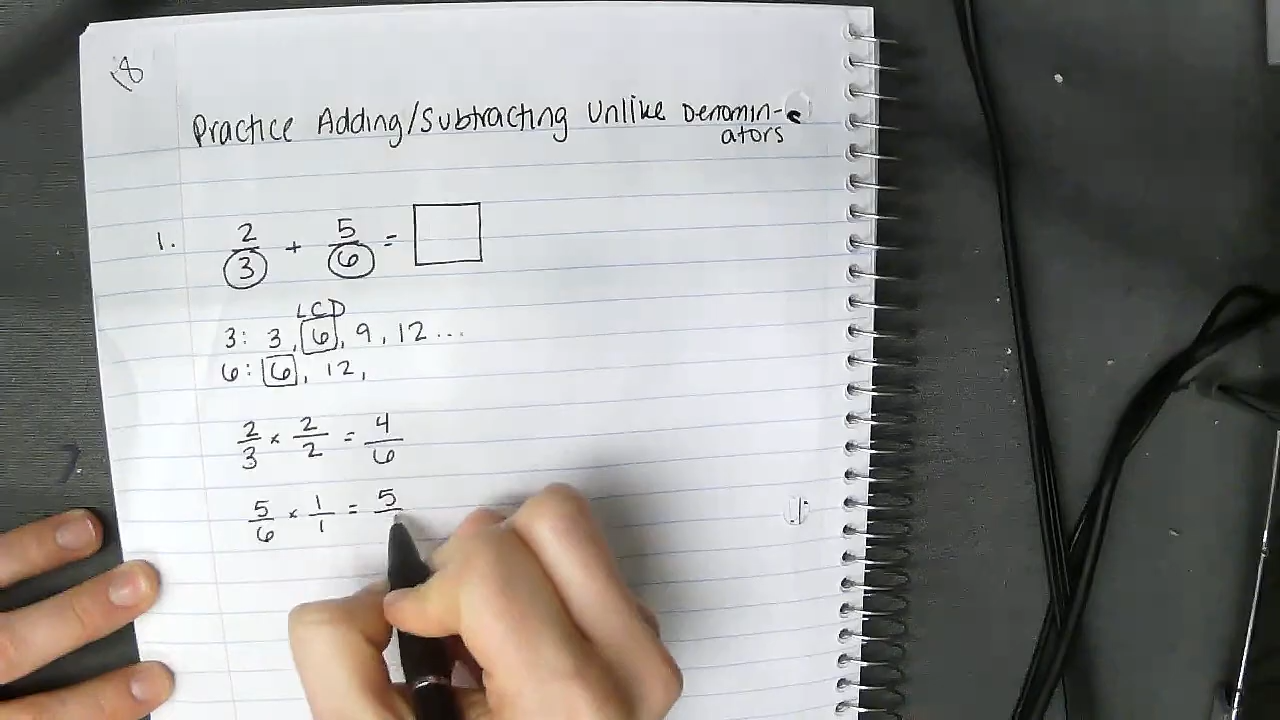 18
Practice Adding/Subtracting Unlike Denomin-
ators
1. 2/3 + 5/6 =
LCD
3: 3, 6, 9, 12...
6: 6, 12,
2/3 × 2/2 = 4/6
5/6 × 1/1 = 5